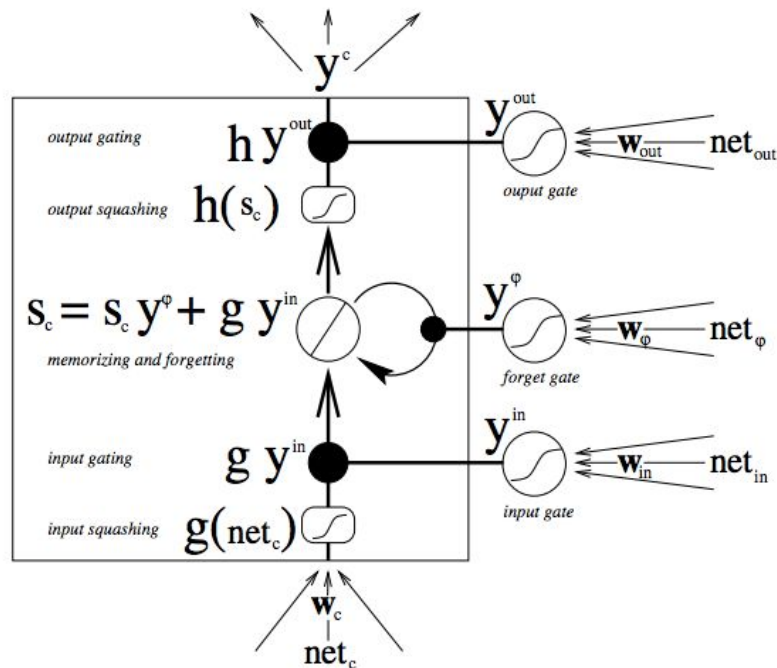 y^c
y^out
output gating
h y^out
w_out
net_out
ouput gate
output squashing
h(s_c)
y^φ
s_c = s_c y^φ + g y^in
w_φ
net_φ
memorizing and forgetting
forget gate
y^in
input gating
g y^in
w_in
net_in
input gate
input squashing
g(net_c)
w_c
net_c